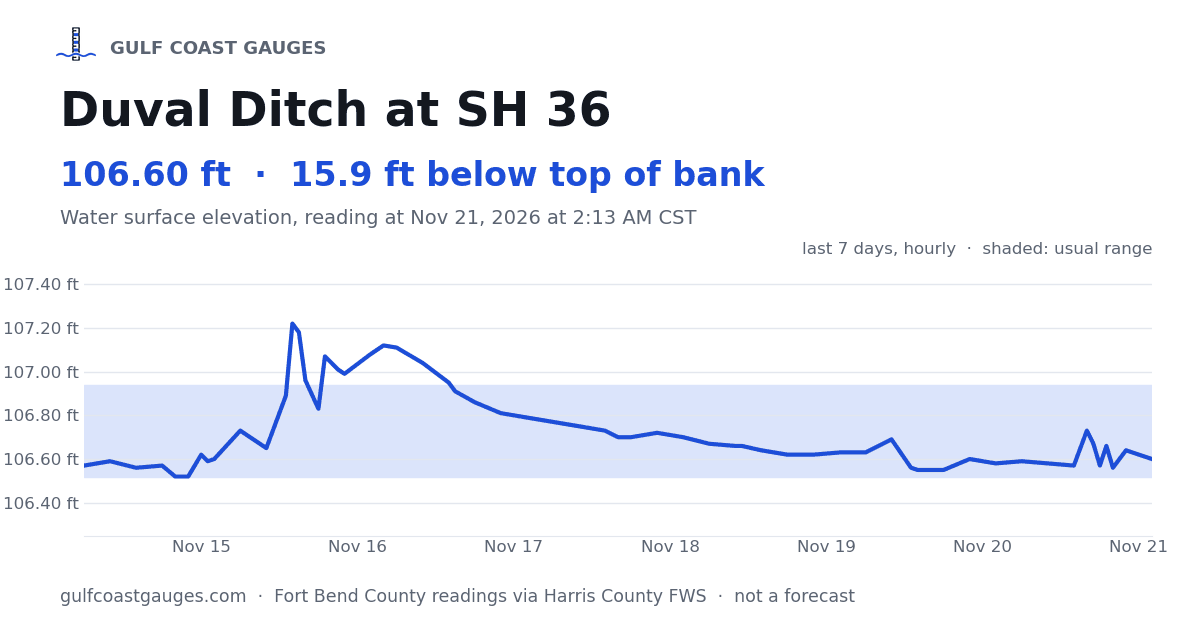 GULF COAST GAUGES
Duval Ditch at SH 36
106.60 ft · 15.9 ft below top of bank
Water surface elevation, reading at Nov 21, 2026 at 2:13 AM CST
last 7 days, hourly · shaded: usual range
107.40 ft
107.20 ft
107.00 ft
106.80 ft
106.60 ft
106.40 ft
Nov 15 Nov 16 Nov 17 Nov 18 Nov 19 Nov 20 Nov 21
gulfcoastgauges.com · Fort Bend County readings via Harris County FWS · not a forecast